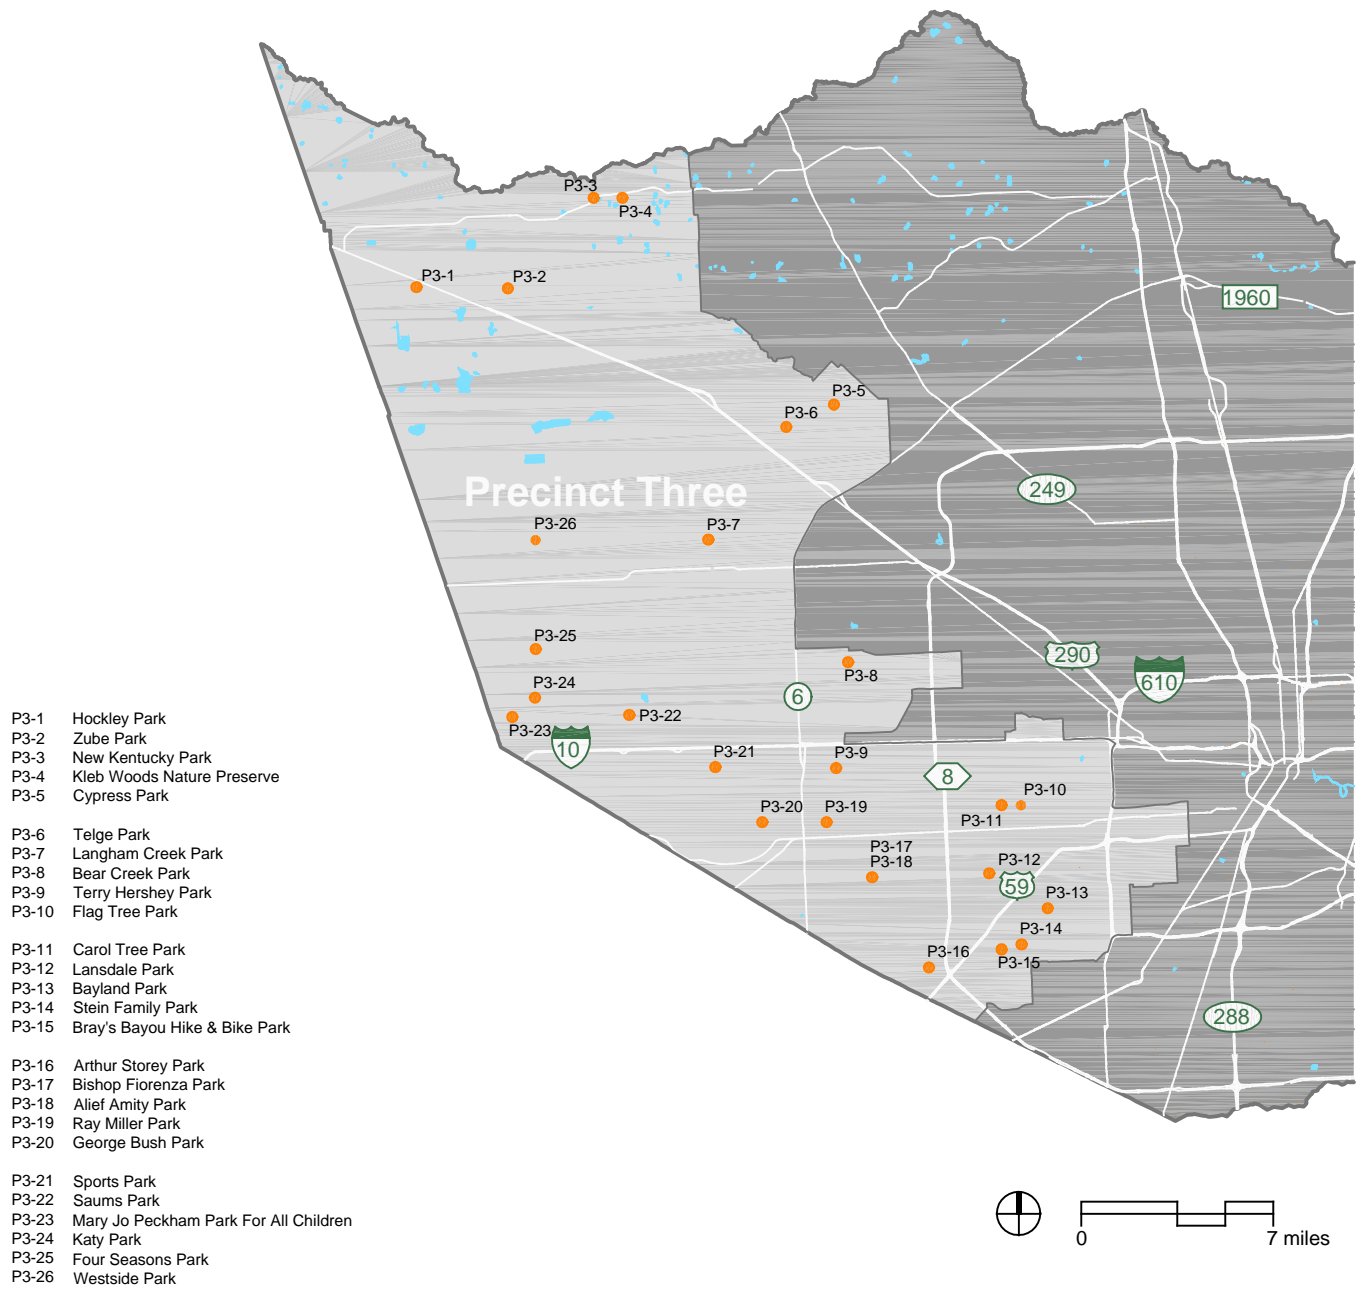 P3-3
P3-4
P3-1
P3-2
1960
P3-5
P3-6
Precinct Three
249
P3-26
P3-7
P3-25
290
P3-8
P3-24
6
610
P3-22
P3-23
10
P3-21
P3-9
8
P3-10
P3-20
P3-19
P3-11
P3-17
P3-18
P3-12
59
P3-13
P3-14
P3-16
P3-15
288
P3-1 Hockley Park
P3-2 Zube Park
P3-3 New Kentucky Park
P3-4 Kleb Woods Nature Preserve
P3-5 Cypress Park
P3-6 Telge Park
P3-7 Langham Creek Park
P3-8 Bear Creek Park
P3-9 Terry Hershey Park
P3-10 Flag Tree Park
P3-11 Carol Tree Park
P3-12 Lansdale Park
P3-13 Bayland Park
P3-14 Stein Family Park
P3-15 Bray's Bayou Hike & Bike Park
P3-16 Arthur Storey Park
P3-17 Bishop Fiorenza Park
P3-18 Alief Amity Park
P3-19 Ray Miller Park
P3-20 George Bush Park
P3-21 Sports Park
P3-22 Saums Park
P3-23 Mary Jo Peckham Park For All Children
P3-24 Katy Park
P3-25 Four Seasons Park
P3-26 Westside Park
0 7 miles